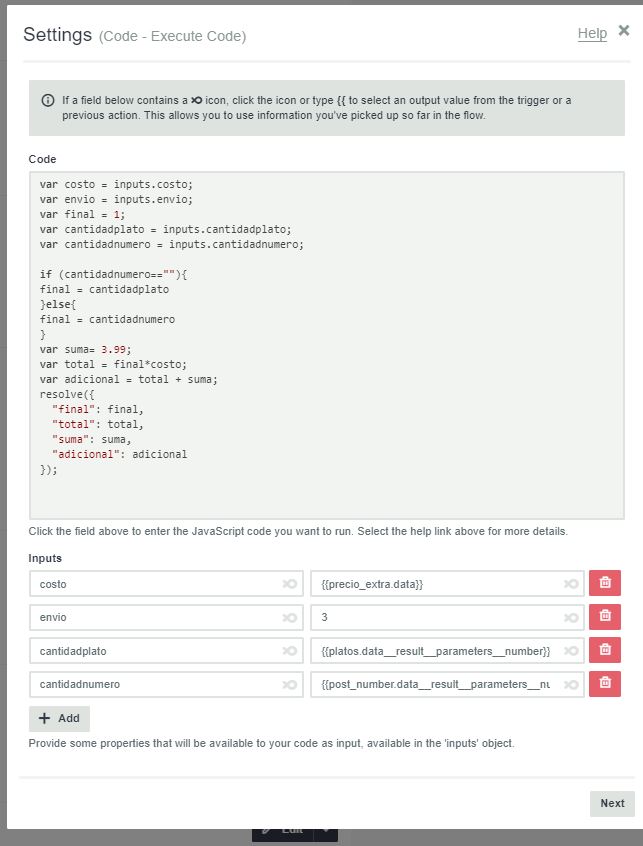 Settings (Code - Execute Code)
Help ×
If a field below contains a icon, click the icon or type {{ to select an output value from the trigger or a
previous action. This allows you to use information you've picked up so far in the flow.
Code
var costo = inputs.costo;
var envio = inputs.envio;
var final = 1;
var cantidadplato = inputs.cantidadplato;
var cantidadnumero = inputs.cantidadnumero;
if (cantidadnumero==""){
final = cantidadplato
}else{
final = cantidadnumero
}
var suma= 3.99;
var total = final*costo;
var adicional = total + suma;
resolve({
"final": final,
"total": total,
"suma": suma,
"adicional": adicional
});
Click the field above to enter the JavaScript code you want to run. Select the help link above for more details.
Inputs
costo {{precio_extra.data}}
envio 3
cantidadplato {{platos.data__result__parameters__number}}
cantidadnumero {{post_number.data__result__parameters__nu
+ Add
Provide some properties that will be available to your code as input, available in the 'inputs' object.
Next
Edit